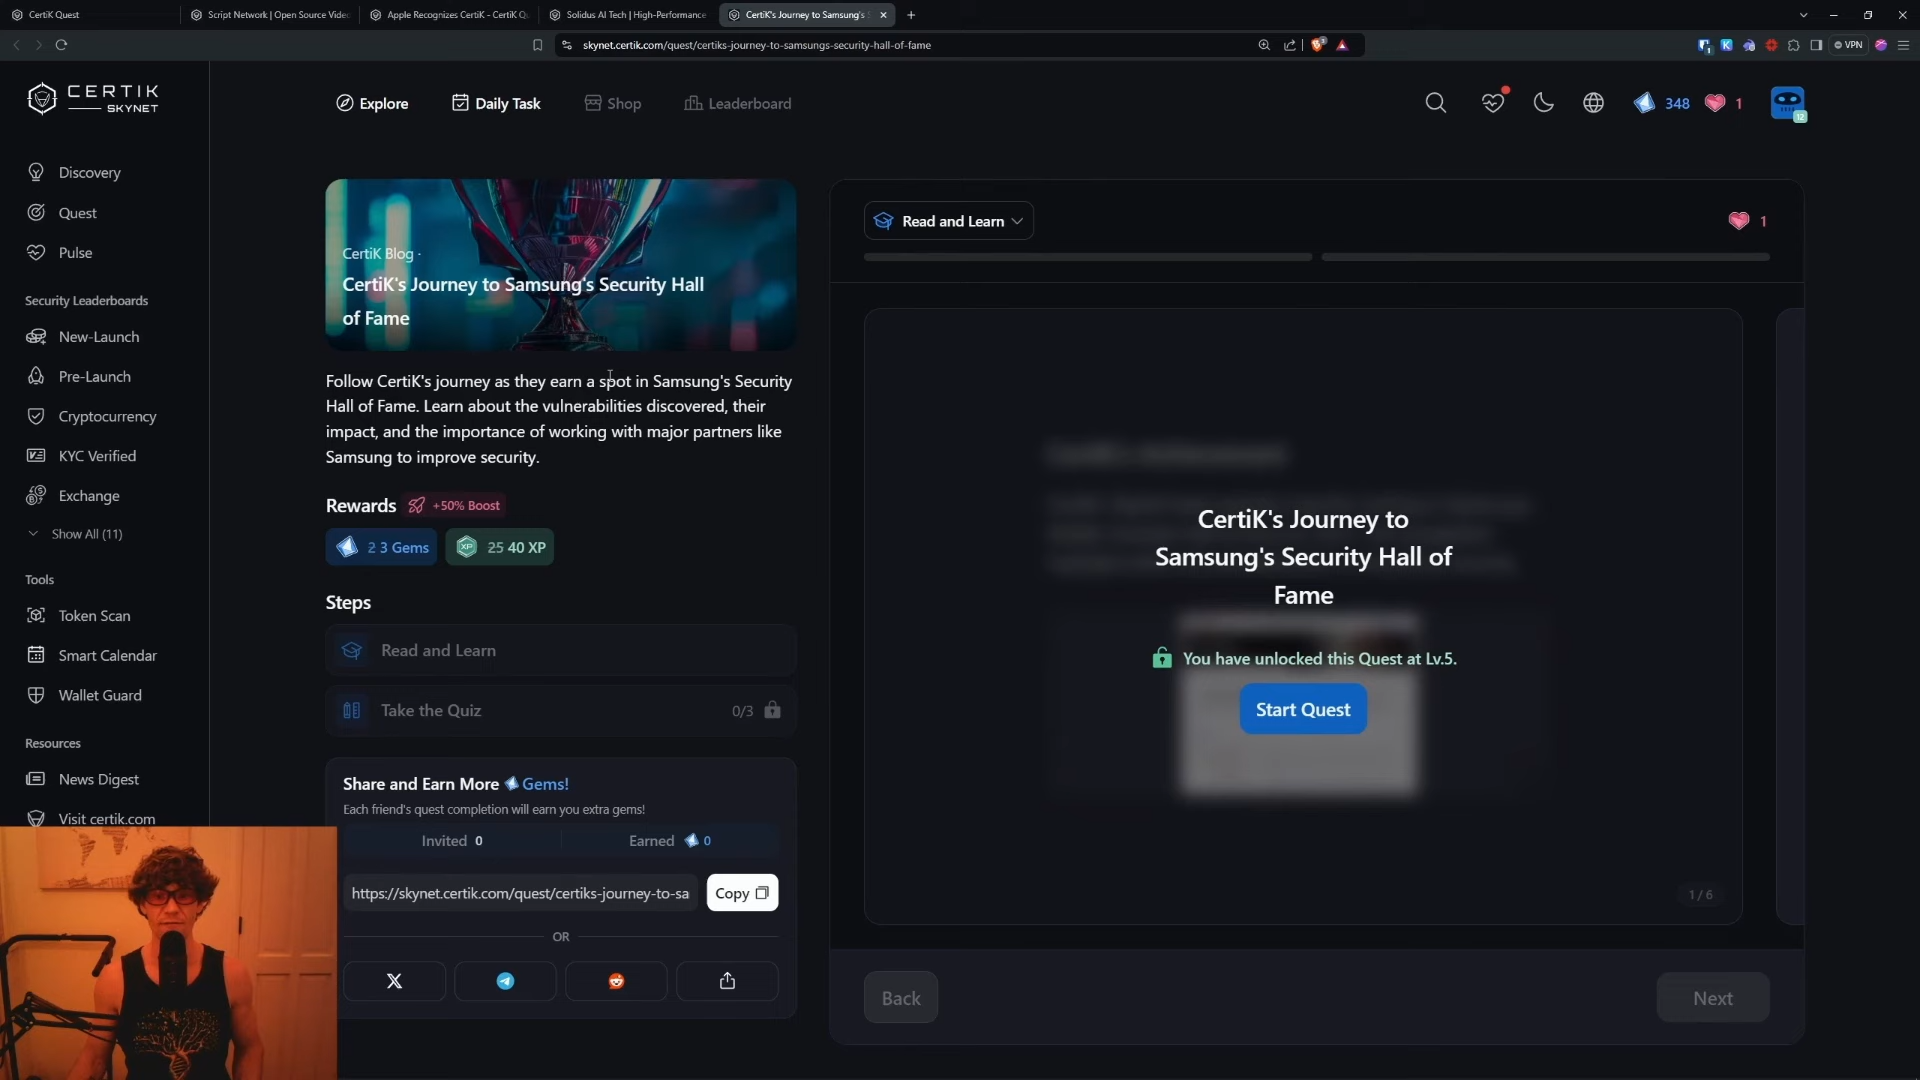 CertiK Quest
Script Network | Open Source Video
Apple Recognizes CertiK - CertiK Q
Solidus AI Tech | High-Performance
CertiK's Journey to Samsung's
skynet.certik.com/quest/certiks-journey-to-samsungs-security-hall-of-fame
VPN
CERTIK
SKYNET
Explore
Daily Task
Shop
Leaderboard
348
1
12
Discovery
Quest
Pulse
Security Leaderboards
New-Launch
Pre-Launch
Cryptocurrency
KYC Verified
Exchange
Show All (11)
Tools
Token Scan
Smart Calendar
Wallet Guard
Resources
News Digest
Visit certik.com
CertiK Blog ·
CertiK's Journey to Samsung's Security Hall
of Fame
Follow CertiK's journey as they earn a spot in Samsung's Security
Hall of Fame. Learn about the vulnerabilities discovered, their
impact, and the importance of working with major partners like
Samsung to improve security.
Rewards
+50% Boost
2 3 Gems
XP
25 40 XP
Steps
Read and Learn
Take the Quiz
0/3
Share and Earn More Gems!
Each friend's quest completion will earn you extra gems!
Invited 0
Earned 0
https://skynet.certik.com/quest/certiks-journey-to-sa
Copy
OR
Read and Learn
1
CertiK's Journey to
Samsung's Security Hall of
Fame
You have unlocked this Quest at Lv.5.
Start Quest
1 / 6
Back
Next